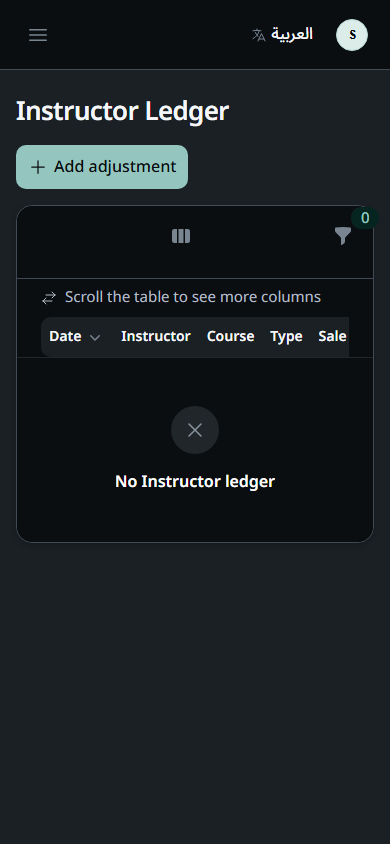 العربية
S
Instructor Ledger
Add adjustment
0
Scroll the table to see more columns
Date Instructor Course Type Sale
No Instructor ledger